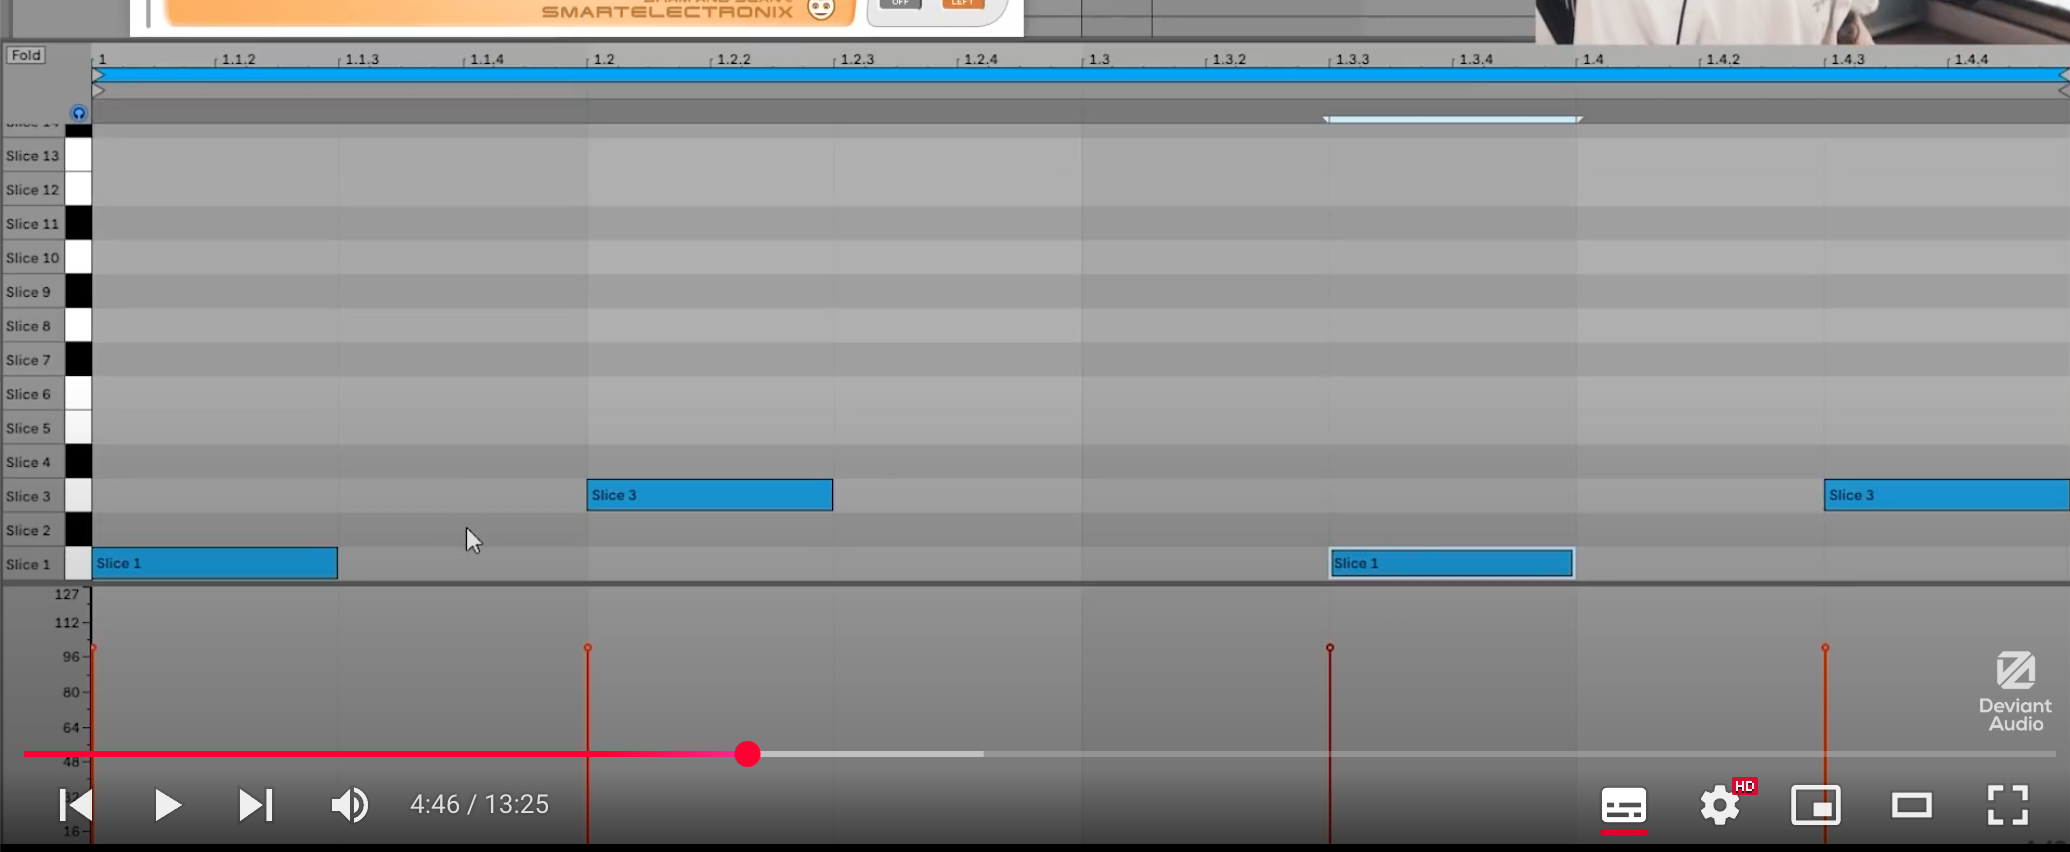 SMARTELECTRONIX
OFF
LEFT
Fold
1 1.1.2 1.1.3 1.1.4 1.2 1.2.2 1.2.3 1.2.4 1.3 1.3.2 1.3.3 1.3.4 1.4 1.4.2 1.4.3 1.4.4
Slice 14
Slice 13
Slice 12
Slice 11
Slice 10
Slice 9
Slice 8
Slice 7
Slice 6
Slice 5
Slice 4
Slice 3 Slice 3 Slice 3
Slice 2
Slice 1 Slice 1 Slice 1
127
112
96
80
64
48
32
16
Deviant
Audio
4:46 / 13:25
HD